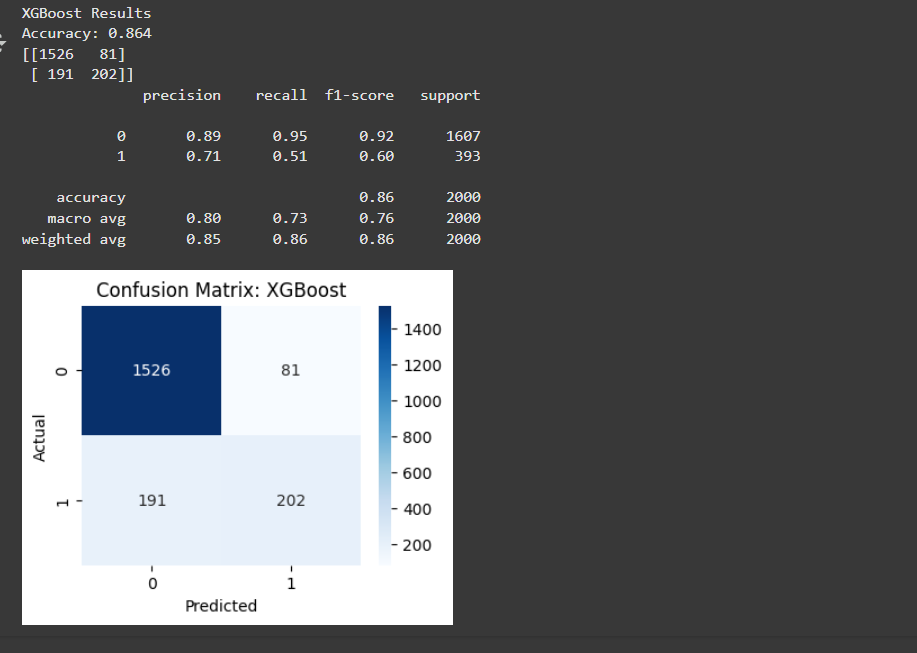 XGBoost Results
Accuracy: 0.864
[[1526   81]
 [ 191  202]]
              precision    recall  f1-score   support

           0       0.89      0.95      0.92      1607
           1       0.71      0.51      0.60       393

    accuracy                           0.86      2000
   macro avg       0.80      0.73      0.76      2000
weighted avg       0.85      0.86      0.86      2000

Confusion Matrix: XGBoost
1400
1200
1000
800
600
400
200
Actual
0
1526 81
1
191 202
0 1
Predicted